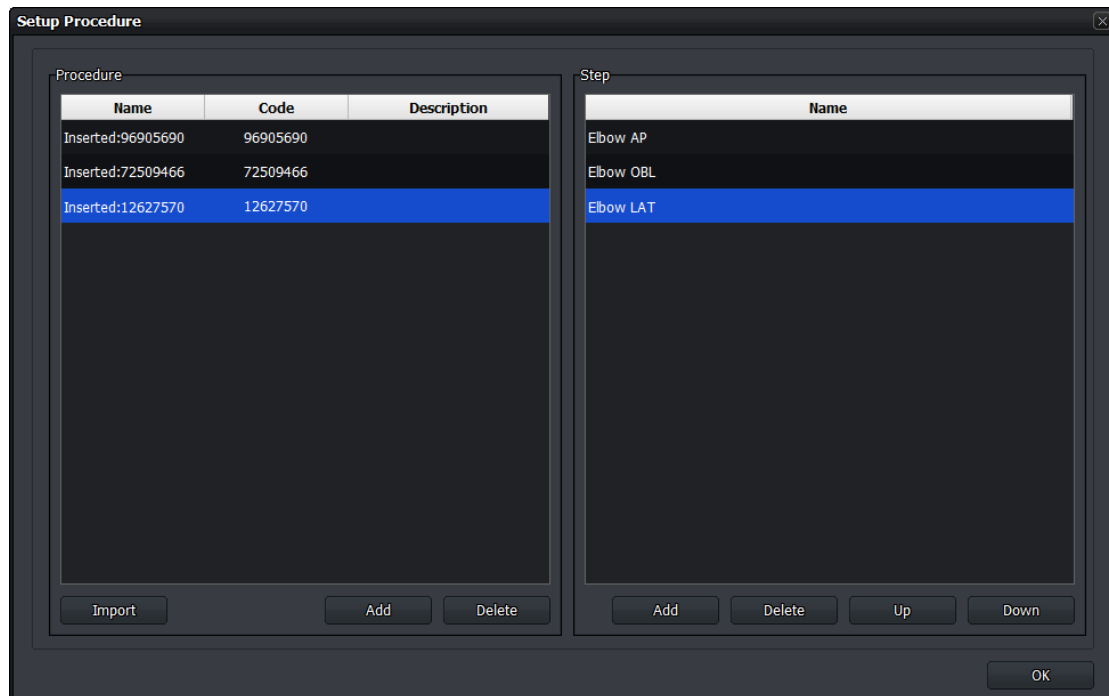 Setup Procedure
Procedure
Name Code Description
Inserted:96905690 96905690
Inserted:72509466 72509466
Inserted:12627570 12627570
Import Add Delete
Step
Name
Elbow AP
Elbow OBL
Elbow LAT
Add Delete Up Down
OK